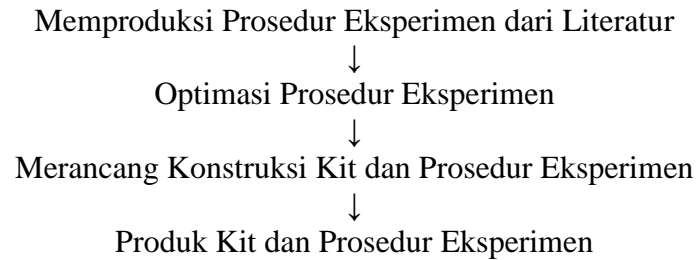 Memproduksi Prosedur Eksperimen dari Literatur
↓
Optimasi Prosedur Eksperimen
↓
Merancang Konstruksi Kit dan Prosedur Eksperimen
↓
Produk Kit dan Prosedur Eksperimen